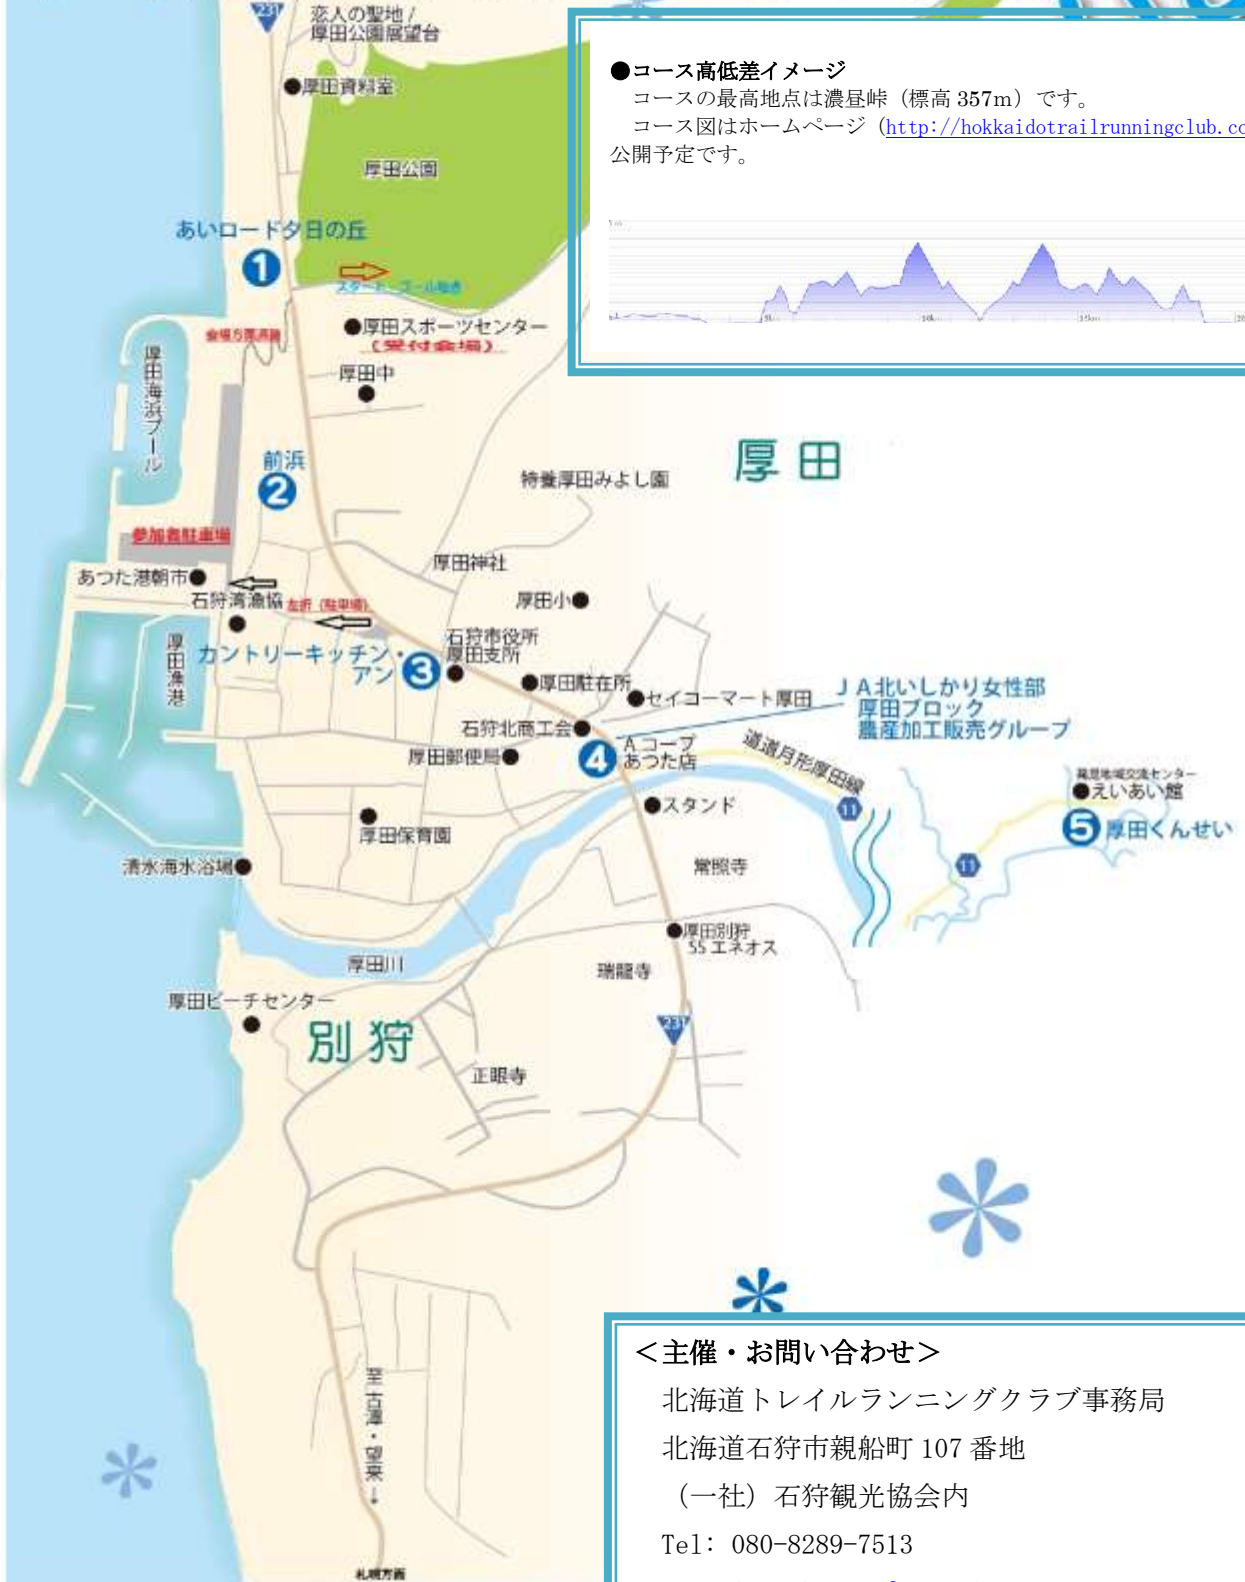 231
恋人の聖地 /
厚田公園展望台
●厚田資料室
厚田公園
あいロード夕日の丘
1
スタート・ゴール地点
●厚田スポーツセンター
(受付会場)
厚田中
厚田海浜プール
前浜
2
特養厚田みよし園
厚田
参加者駐車場
厚田神社
あつた港朝市●
石狩湾漁協
左折（駐車場）
厚田小●
厚田漁港
カントリーキッチン・
アン
3
石狩市役所
厚田支所
●厚田駐在所
●セイコーマート厚田
ＪＡ北いしかり女性部
厚田ブロック
農産加工販売グループ
石狩北商工会●
4
Ａコープ
あつた店
厚田郵便局●
道道月形厚田線
11
●スタンド
●えいあい館
5 厚田くんせい
11
厚田保育園
清水海水浴場●
常照寺
●厚田別狩
SS エネオス
厚田川
瑞龍寺
厚田ビーチセンター
別狩
231
正眼寺
至 古潭・望来→
札幌方面
●コース高低差イメージ
コースの最高地点は濃昼峠（標高 357m）です。
コース図はホームページ（http://hokkaidotrailrunningclub.co
公開予定です。
5km
10km
15km
＜主催・お問い合わせ＞
北海道トレイルランニングクラブ事務局
北海道石狩市親船町 107 番地
（一社）石狩観光協会内
Tel: 080-8289-7513